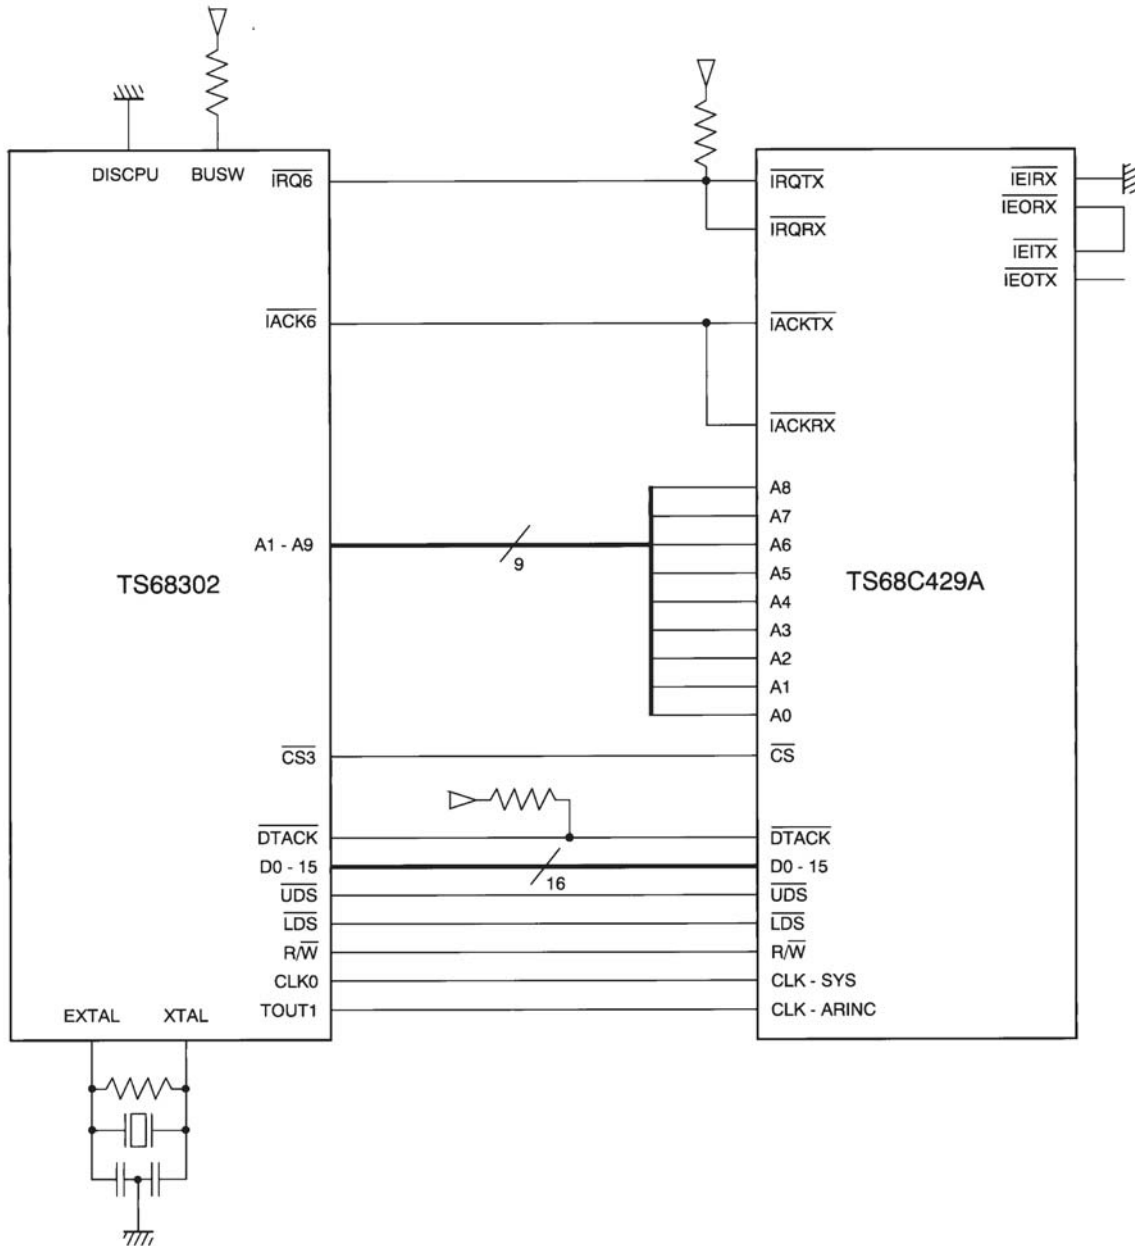 DISCPU BUSW
IRQ6
IACK6
A1 - A9
TS68302
CS3
DTACK
D0 - 15
UDS
LDS
R/W
CLK0
TOUT1
EXTAL XTAL
9
16
IRQTX
IRQRX
IACKTX
IACKRX
A8
A7
A6
A5
A4
A3
A2
A1
A0
CS
DTACK
D0 - 15
UDS
LDS
R/W
CLK - SYS
CLK - ARINC
TS68C429A
IEIRX
IEORX
IEITX
IEOTX